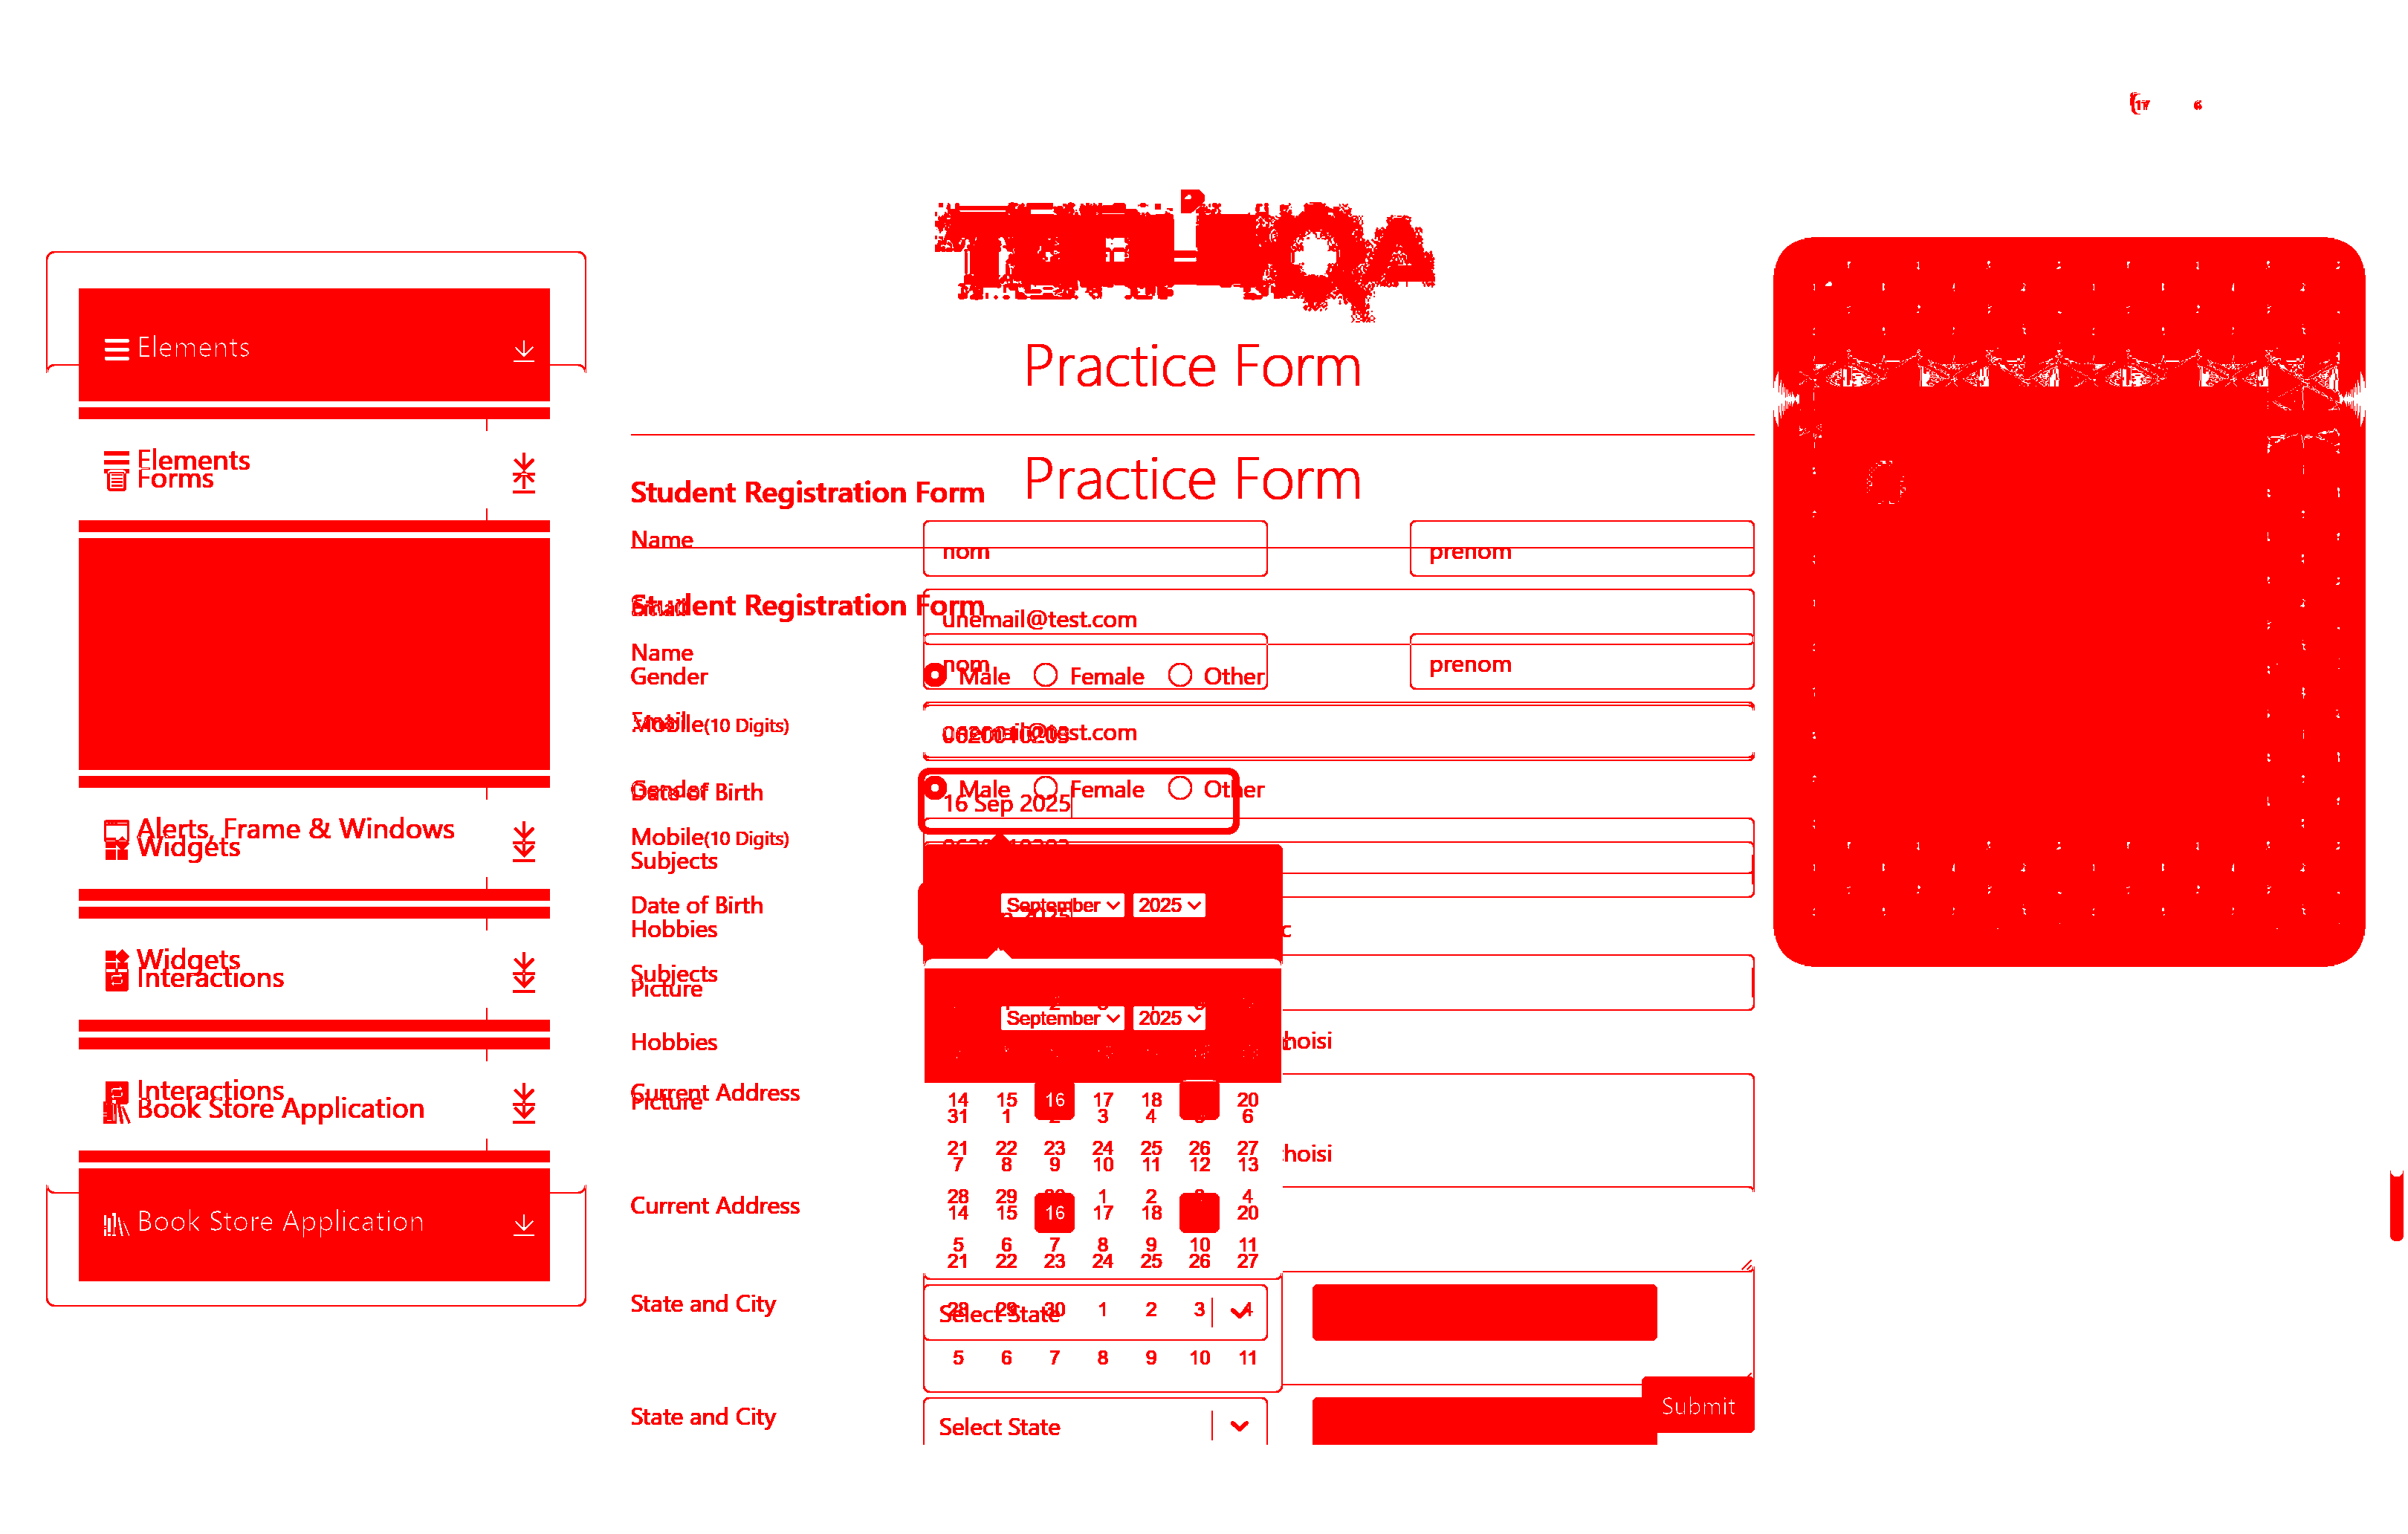 TOOLSQA
Elements
Practice Form
Elements
Forms
Practice Form
Student Registration Form
Name
nom
prenom
Student Registration Form
unemail@test.com
Name
nom
prenom
Gender
Male
Female
Other
Email
Mobile(10 Digits)
unemail@test.com
Gender
Male
Female
Other
Date of Birth
16 Sep 2025
Alerts, Frame & Windows
Widgets
Mobile(10 Digits)
Subjects
Date of Birth
September
2025
Hobbies
Widgets
Interactions
Subjects
Picture
September
2025
Hobbies
hoisi
Interactions
Book Store Application
Current Address
Picture
14 15 16 17 18 20
31 1 2 3 4 5 6
21 22 23 24 25 26 27
7 8 9 10 11 12 13
hoisi
28 29 30 1 2 3 4
14 15 16 17 18 20
Current Address
Book Store Application
5 6 7 8 9 10 11
21 22 23 24 25 26 27
State and City
Select State
28 29 30 1 2 3 4
5 6 7 8 9 10 11
Submit
State and City
Select State